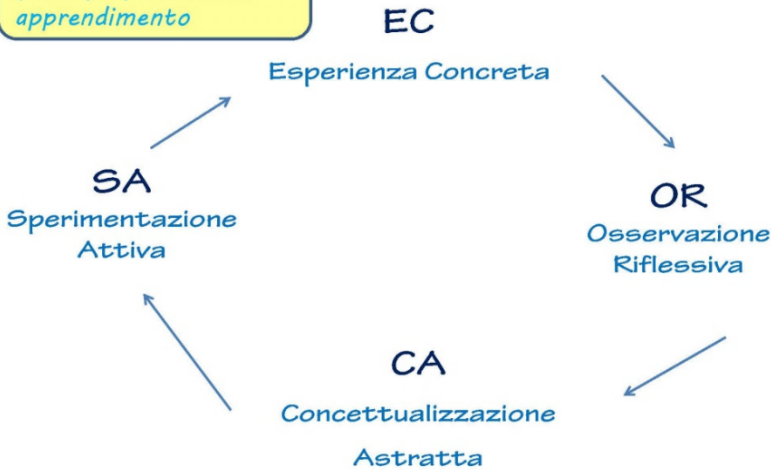 apprendimento
EC
Esperienza Concreta
SA
Sperimentazione
Attiva
OR
Osservazione
Riflessiva
CA
Concettualizzazione
Astratta